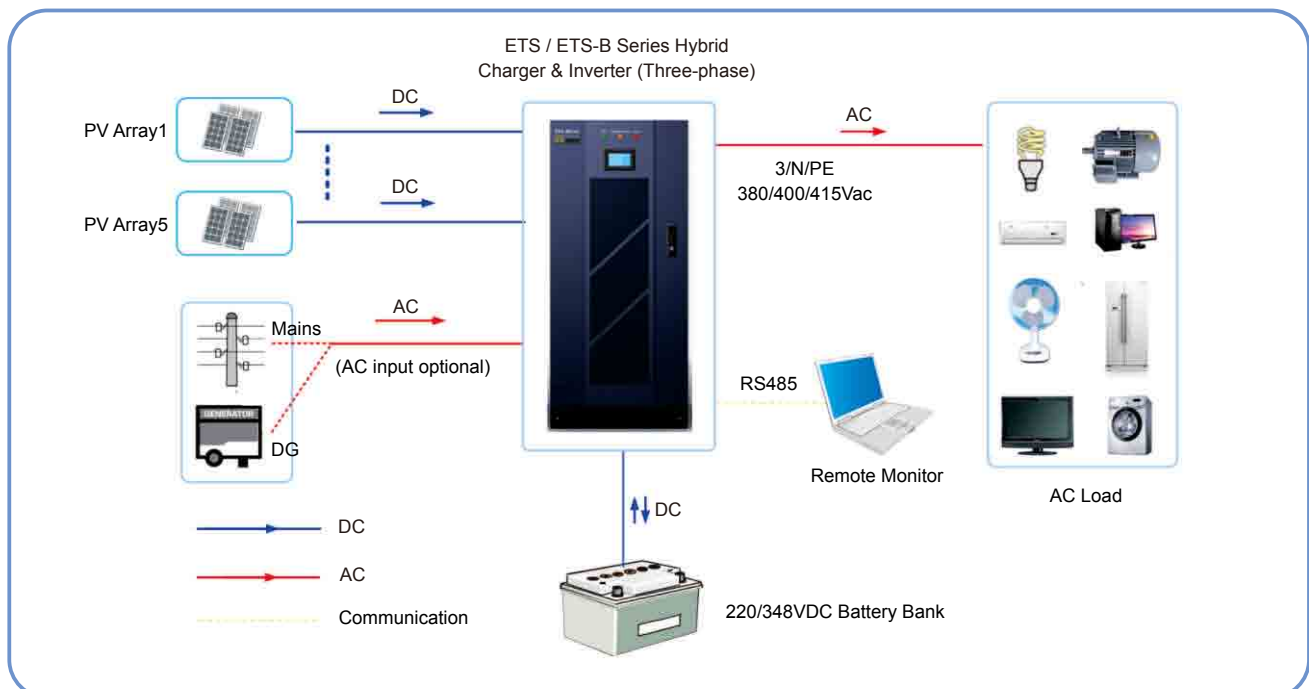 ETS / ETS-B Series Hybrid
Charger & Inverter (Three-phase)
PV Array1
DC
PV Array5
DC
AC
3/N/PE
380/400/415Vac
Mains
AC
(AC input optional)
GENERATOR
DG
RS485
Remote Monitor
AC Load
DC
DC
AC
Communication
220/348VDC Battery Bank